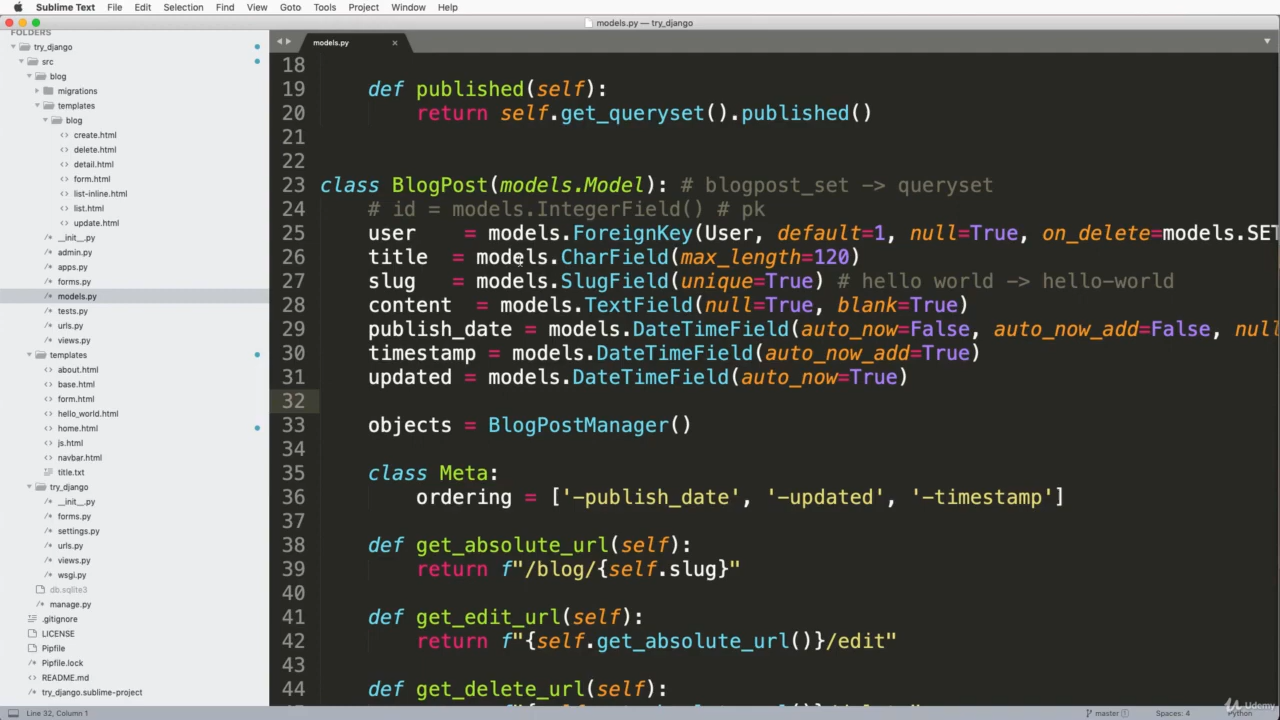 Sublime Text File Edit Selection Find View Goto Tools Project Window Help
models.py — try_django
FOLDERS
try_django
src
blog
migrations
templates
blog
create.html
delete.html
detail.html
form.html
list-inline.html
list.html
update.html
__init__.py
admin.py
apps.py
forms.py
models.py
tests.py
urls.py
views.py
templates
about.html
base.html
form.html
hello_world.html
home.html
js.html
navbar.html
title.txt
try_django
__init__.py
forms.py
settings.py
urls.py
views.py
wsgi.py
db.sqlite3
manage.py
.gitignore
LICENSE
Pipfile
Pipfile.lock
README.md
try_django.sublime-project
models.py
18
19 def published(self):
20 return self.get_queryset().published()
21
22
23 class BlogPost(models.Model): # blogpost_set -> queryset
24 # id = models.IntegerField() # pk
25 user = models.ForeignKey(User, default=1, null=True, on_delete=models.SET
26 title = models.CharField(max_length=120)
27 slug = models.SlugField(unique=True) # hello world -> hello-world
28 content = models.TextField(null=True, blank=True)
29 publish_date = models.DateTimeField(auto_now=False, auto_now_add=False, null
30 timestamp = models.DateTimeField(auto_now_add=True)
31 updated = models.DateTimeField(auto_now=True)
32
33 objects = BlogPostManager()
34
35 class Meta:
36 ordering = ['-publish_date', '-updated', '-timestamp']
37
38 def get_absolute_url(self):
39 return f"/blog/{self.slug}"
40
41 def get_edit_url(self):
42 return f"{self.get_absolute_url()}/edit"
43
44 def get_delete_url(self):
Line 32, Column 1
master
Spaces: 4
Python
Udemy